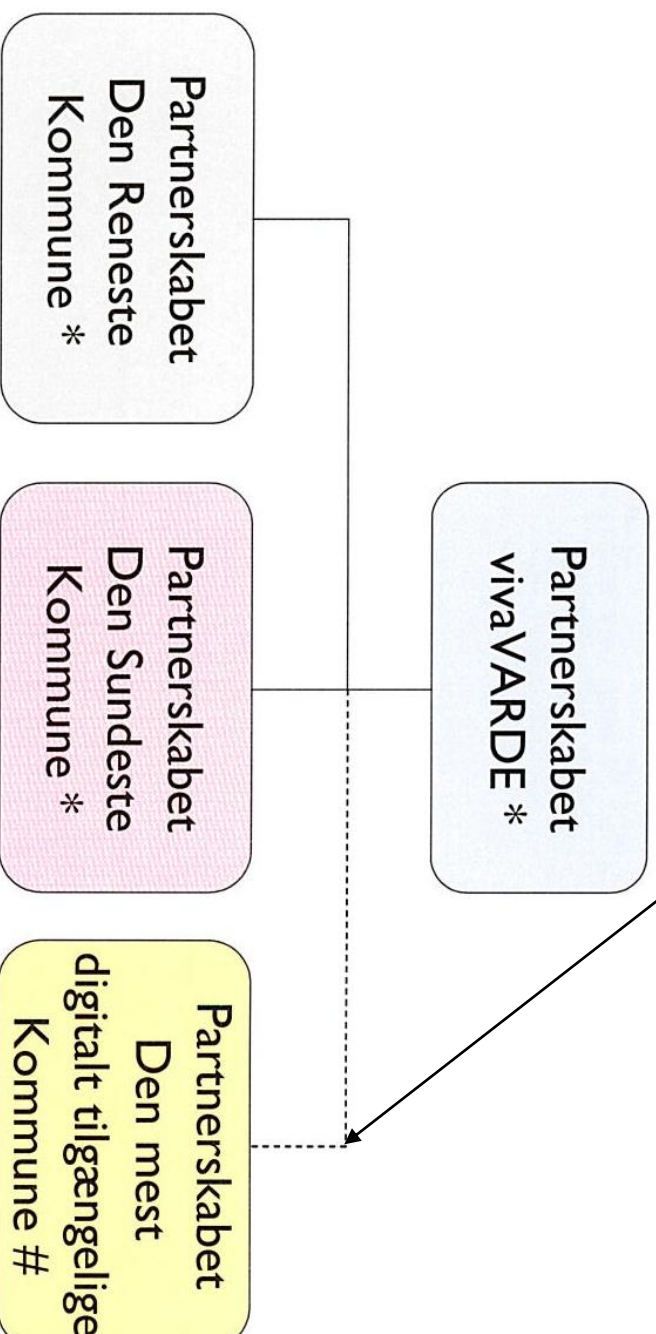 Partnerskabet
vivaVARDE *
Partnerskabet
Den Reneste
Kommune *
Partnerskabet
Den Sundeste
Kommune *
Partnerskabet
Den mest
digitalt tilgængelige
Kommune #